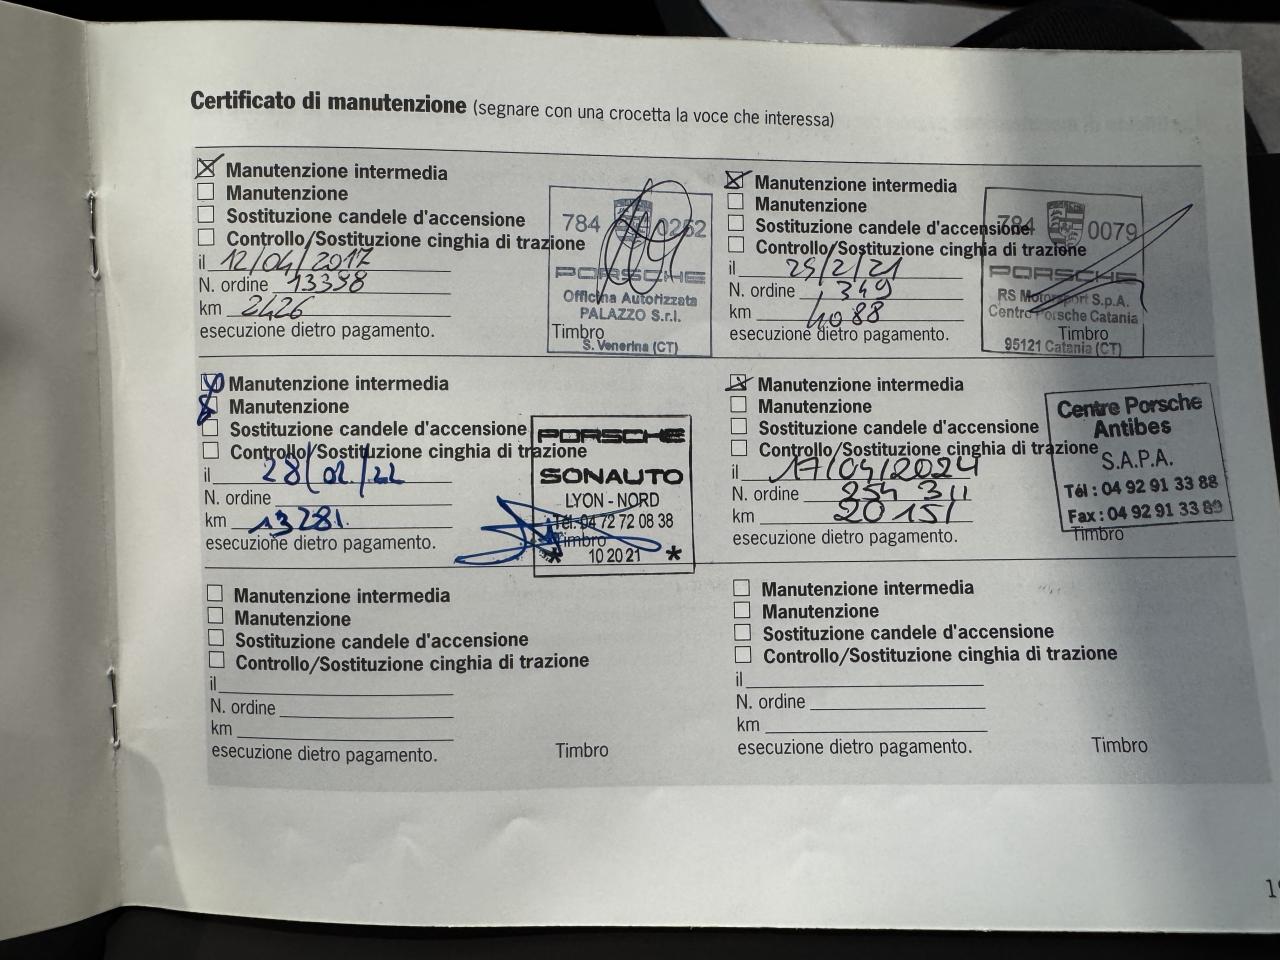 Certificato di manutenzione (segnare con una crocetta la voce che interessa)
Manutenzione intermedia
Manutenzione
Sostituzione candele d'accensione
Controllo/Sostituzione cinghia di trazione
il 12/04/2017
N. ordine 13398
km 2426
esecuzione dietro pagamento.
784 0262
PORSCHE
Officina Autorizzata
PALAZZO S.r.l.
Timbro
S. Venerina (CT)
Manutenzione intermedia
Manutenzione
Sostituzione candele d'accensione
Controllo/Sostituzione cinghia di trazione
il 25/2/21
N. ordine 349
km 4088
esecuzione dietro pagamento.
784 0079
PORSCHE
RS Motorsport S.p.A.
Centro Porsche Catania
Timbro
95121 Catania (CT)
Manutenzione intermedia
Manutenzione
Sostituzione candele d'accensione
Controllo/Sostituzione cinghia di trazione
il 28/02/22
N. ordine
km 13281
esecuzione dietro pagamento.
PORSCHE
SONAUTO
LYON - NORD
Tél. 04 72 72 08 38
Timbro
* 10 20 21 *
Manutenzione intermedia
Manutenzione
Sostituzione candele d'accensione
Controllo/Sostituzione cinghia di trazione
il 17/04/2024
N. ordine 254 311
km 20151
esecuzione dietro pagamento.
Centre Porsche
Antibes
S.A.P.A.
Tél : 04 92 91 33 88
Fax : 04 92 91 33 89
Timbro
Manutenzione intermedia
Manutenzione
Sostituzione candele d'accensione
Controllo/Sostituzione cinghia di trazione
il
N. ordine
km
esecuzione dietro pagamento.
Timbro
Manutenzione intermedia
Manutenzione
Sostituzione candele d'accensione
Controllo/Sostituzione cinghia di trazione
il
N. ordine
km
esecuzione dietro pagamento.
Timbro